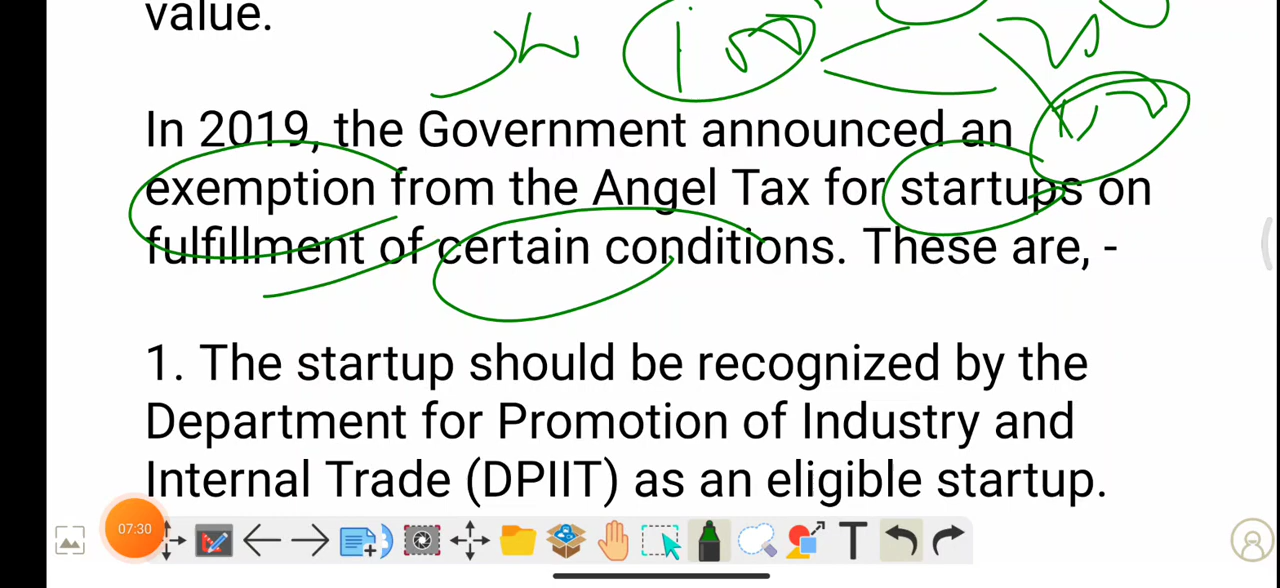 value.
In 2019, the Government announced an
exemption from the Angel Tax for startups on
fulfillment of certain conditions. These are, -
1. The startup should be recognized by the
Department for Promotion of Industry and
Internal Trade (DPIIT) as an eligible startup.
07:30
T